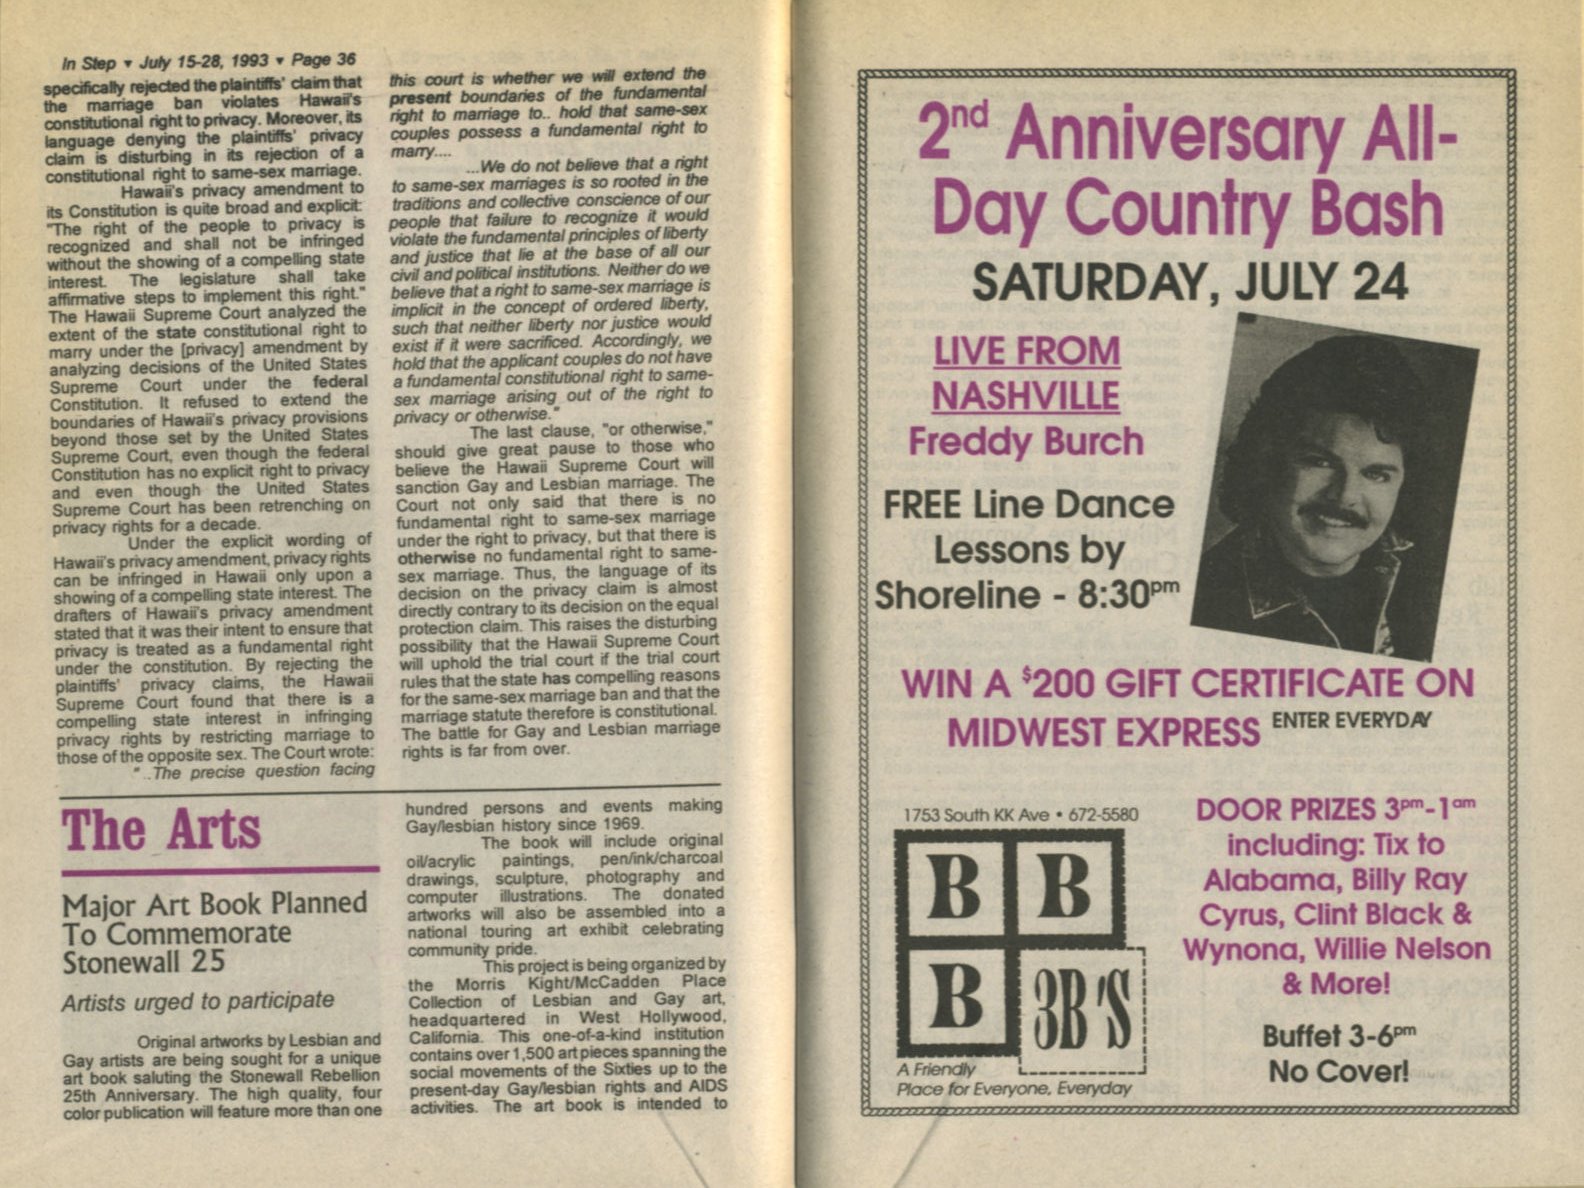 In Step ▾ July 15-28, 1993 ▾ Page 36
specifically rejected the plaintiffs' claim that
the marriage ban violates Hawaii's
constitutional right to privacy. Moreover, its
language denying the plaintiffs' privacy
claim is disturbing in its rejection of a
constitutional right to same-sex marriage.
Hawaii's privacy amendment to
its Constitution is quite broad and explicit:
"The right of the people to privacy is
recognized and shall not be infringed
without the showing of a compelling state
interest. The legislature shall take
affirmative steps to implement this right."
The Hawaii Supreme Court analyzed the
extent of the state constitutional right to
marry under the [privacy] amendment by
analyzing decisions of the United States
Supreme Court under the federal
Constitution. It refused to extend the
boundaries of Hawaii's privacy provisions
beyond those set by the United States
Supreme Court, even though the federal
Constitution has no explicit right to privacy
and even though the United States
Supreme Court has been retrenching on
privacy rights for a decade.
Under the explicit wording of
Hawaii's privacy amendment, privacy rights
can be infringed in Hawaii only upon a
showing of a compelling state interest. The
drafters of Hawaii's privacy amendment
stated that it was their intent to ensure that
privacy is treated as a fundamental right
under the constitution. By rejecting the
plaintiffs' privacy claims, the Hawaii
Supreme Court found that there is a
compelling state interest in infringing
privacy rights by restricting marriage to
those of the opposite sex. The Court wrote:
"..The precise question facing
this court is whether we will extend the
present boundaries of the fundamental
right to marriage to.. hold that same-sex
couples possess a fundamental right to
marry....
...We do not believe that a right
to same-sex marriages is so rooted in the
traditions and collective conscience of our
people that failure to recognize it would
violate the fundamental principles of liberty
and justice that lie at the base of all our
civil and political institutions. Neither do we
believe that a right to same-sex marriage is
implicit in the concept of ordered liberty,
such that neither liberty nor justice would
exist if it were sacrificed. Accordingly, we
hold that the applicant couples do not have
a fundamental constitutional right to same-
sex marriage arising out of the right to
privacy or otherwise."
The last clause, "or otherwise,"
should give great pause to those who
believe the Hawaii Supreme Court will
sanction Gay and Lesbian marriage. The
Court not only said that there is no
fundamental right to same-sex marriage
under the right to privacy, but that there is
otherwise no fundamental right to same-
sex marriage. Thus, the language of its
decision on the privacy claim is almost
directly contrary to its decision on the equal
protection claim. This raises the disturbing
possibility that the Hawaii Supreme Court
will uphold the trial court if the trial court
rules that the state has compelling reasons
for the same-sex marriage ban and that the
marriage statute therefore is constitutional.
The battle for Gay and Lesbian marriage
rights is far from over.
The Arts
Major Art Book Planned
To Commemorate
Stonewall 25
Artists urged to participate
Original artworks by Lesbian and
Gay artists are being sought for a unique
art book saluting the Stonewall Rebellion
25th Anniversary. The high quality, four
color publication will feature more than one
hundred persons and events making
Gay/lesbian history since 1969.
The book will include original
oil/acrylic paintings, pen/ink/charcoal
drawings, sculpture, photography and
computer illustrations. The donated
artworks will also be assembled into a
national touring art exhibit celebrating
community pride.
This project is being organized by
the Morris Kight/McCadden Place
Collection of Lesbian and Gay art,
headquartered in West Hollywood,
California. This one-of-a-kind institution
contains over 1,500 art pieces spanning the
social movements of the Sixties up to the
present-day Gay/lesbian rights and AIDS
activities. The art book is intended to
2nd Anniversary All-
Day Country Bash
SATURDAY, JULY 24
LIVE FROM
NASHVILLE
Freddy Burch
FREE Line Dance
Lessons by
Shoreline - 8:30pm
WIN A $200 GIFT CERTIFICATE ON
MIDWEST EXPRESS ENTER EVERYDAY
1753 South KK Ave • 672-5580
B B
B 3B'S
A Friendly
Place for Everyone, Everyday
DOOR PRIZES 3pm-1am
including: Tix to
Alabama, Billy Ray
Cyrus, Clint Black &
Wynona, Willie Nelson
& More!
Buffet 3-6pm
No Cover!